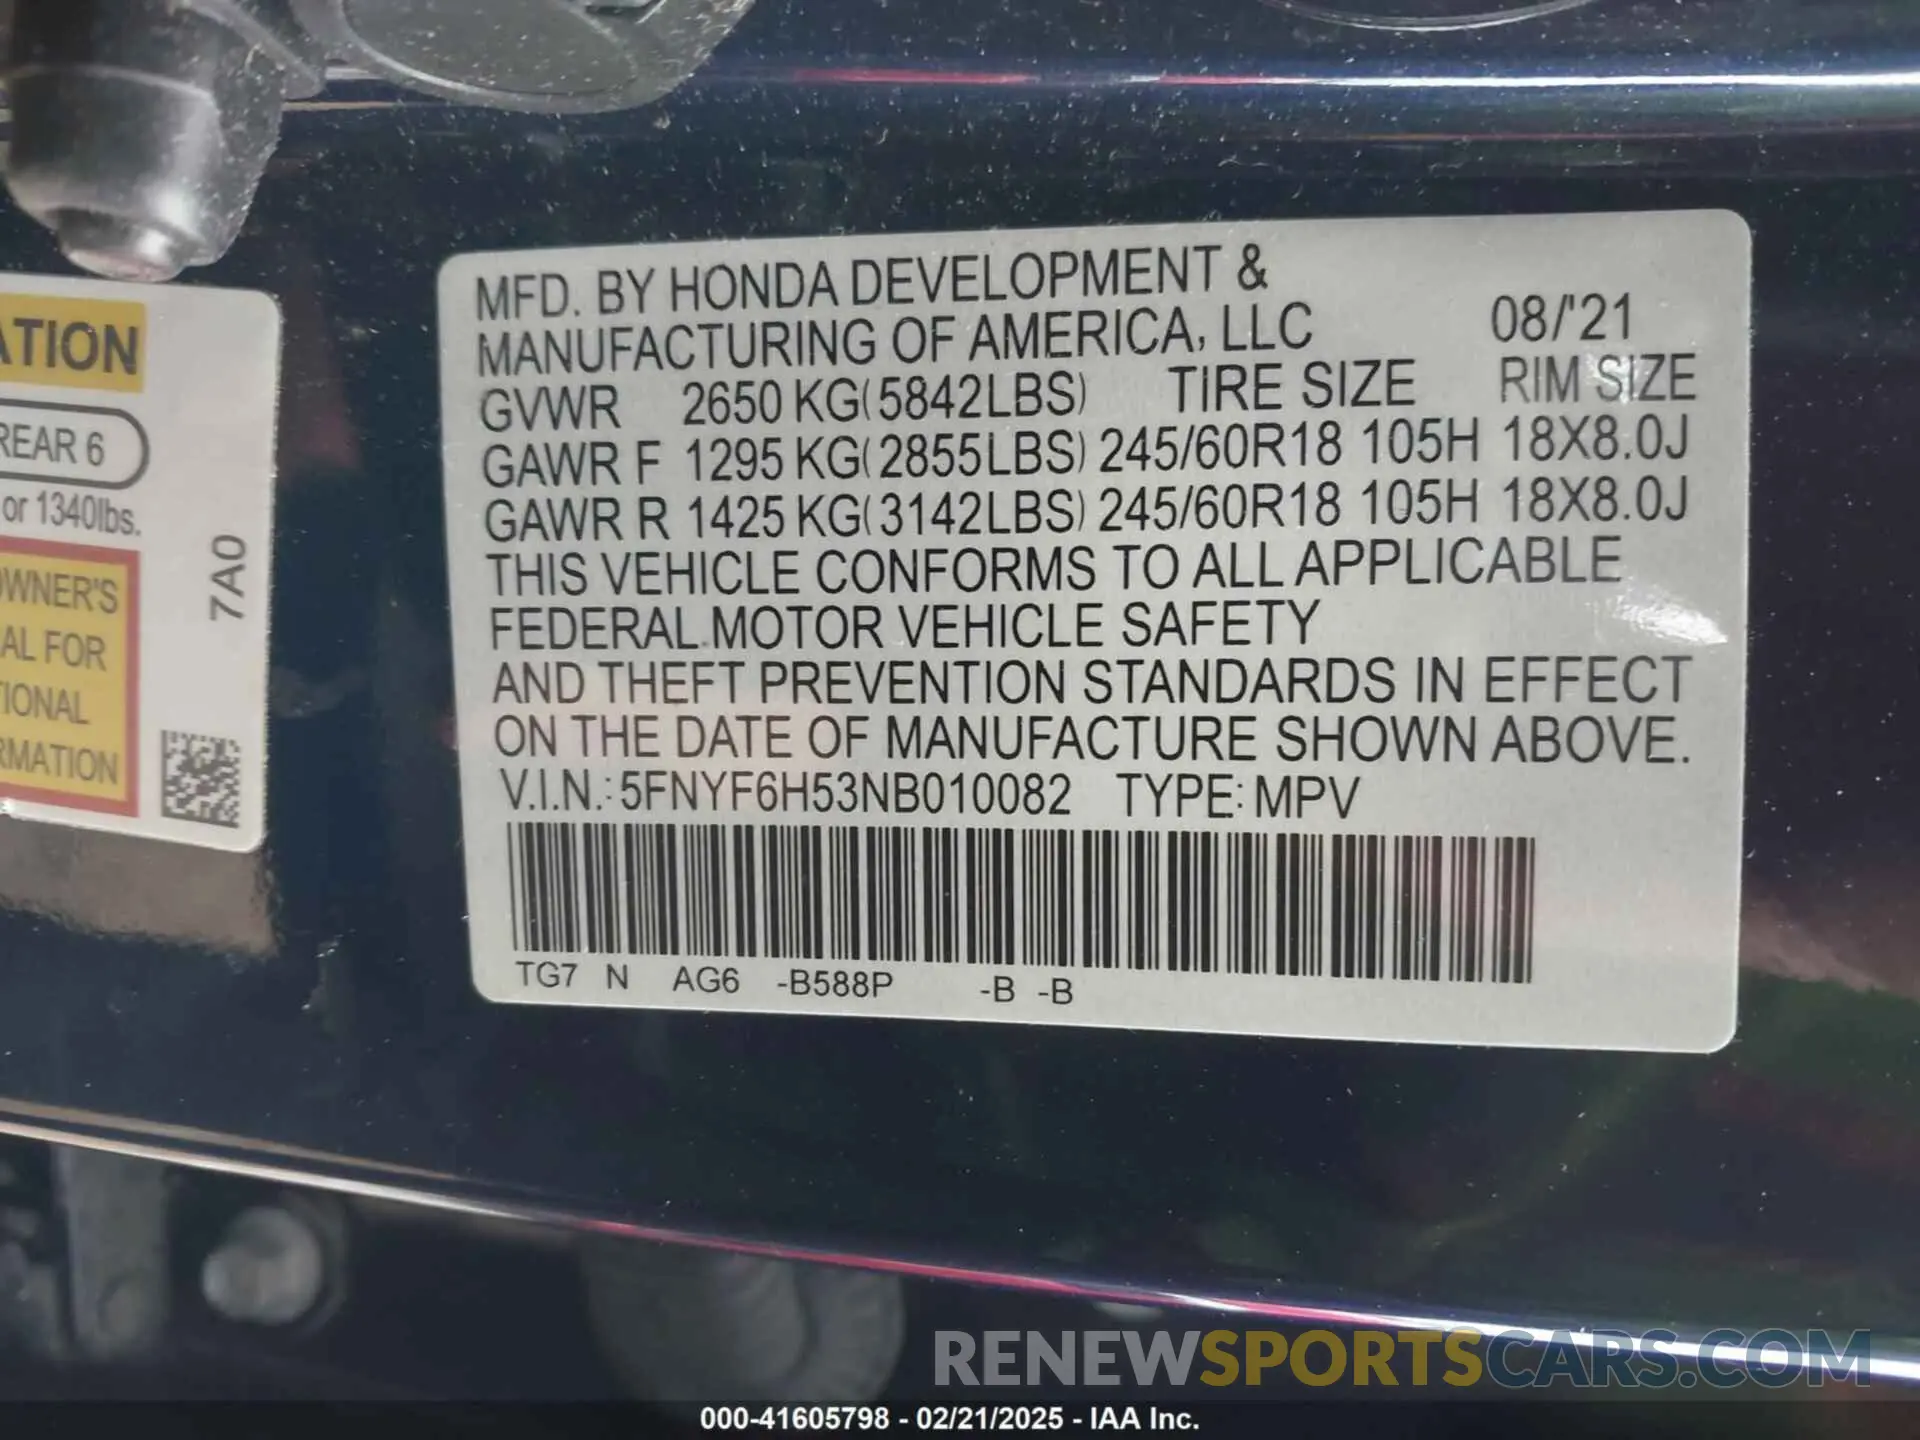 ATION
REAR 6
or 1340lbs.
OWNER'S
AL FOR
TIONAL
RMATION
7A0
MFD. BY HONDA DEVELOPMENT &
MANUFACTURING OF AMERICA, LLC 08/'21
GVWR 2650 KG(5842LBS) TIRE SIZE RIM SIZE
GAWR F 1295 KG(2855LBS) 245/60R18 105H 18X8.0J
GAWR R 1425 KG(3142LBS) 245/60R18 105H 18X8.0J
THIS VEHICLE CONFORMS TO ALL APPLICABLE
FEDERAL MOTOR VEHICLE SAFETY
AND THEFT PREVENTION STANDARDS IN EFFECT
ON THE DATE OF MANUFACTURE SHOWN ABOVE.
V.I.N.: 5FNYF6H53NB010082 TYPE: MPV
TG7 N AG6 -B588P -B -B
RENEWSPORTSCARS.COM
000-41605798 - 02/21/2025 - IAA Inc.